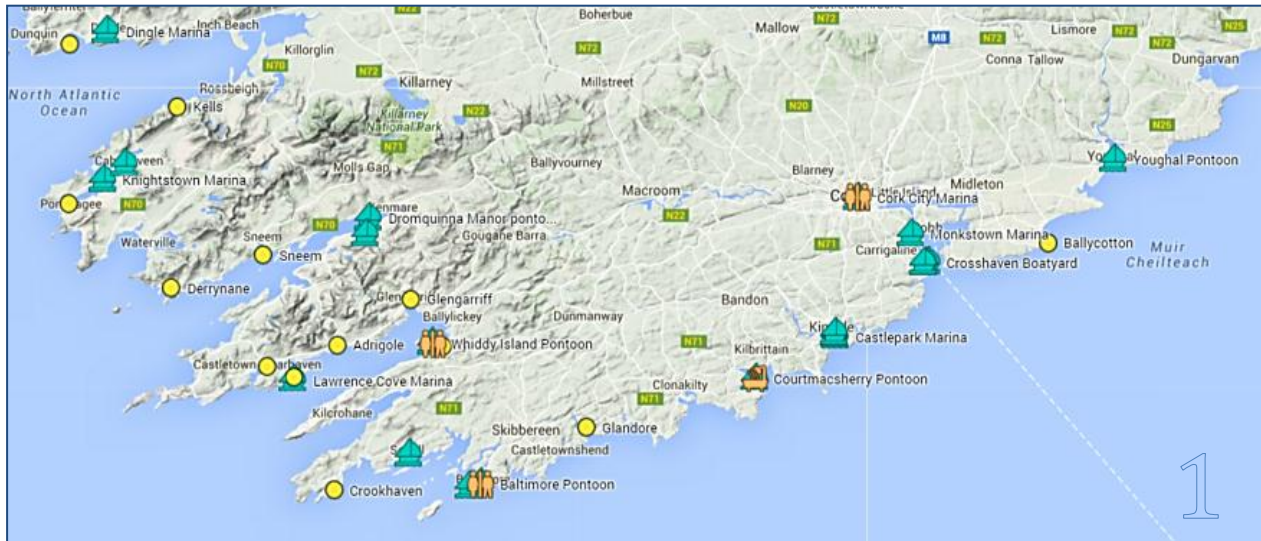 N22
Boherbue
Mallow
N72
Lismore
N25
Dunquin
Dingle Marina
Inch Beach
Killorglin
N72
M8
N72
N72
Conna
Tallow
Dungarvan
N70
N72
Killarney
Millstreet
North Atlantic
Ocean
Rossbeigh
Kells
N22
N20
Killarney
National Park
N71
N25
Molls Gap
Ballyvourney
Blarney
Youghal Pontoon
Knightstown Marina
Macroom
Little Island
Midleton
Cork City Marina
N70
N22
Dromquinna Manor ponto...
N70
Waterville
Sneem
Gougane Barra
Monkstown Marina
N71
Carrigaline
Ballycotton
Muir
Cheilteach
Sneem
Crosshaven Boatyard
Derrynane
Glengarriff
Bandon
Ballylickey
Dunmanway
Adrigole
Whiddy Island Pontoon
N71
Kilbrittain
Castlepark Marina
Castletown
Lawrence Cove Marina
Clonakilty
Courtmacsherry Pontoon
Kilcrohane
N71
N71
Skibbereen
Glandore
Castletownshend
Crookhaven
Baltimore Pontoon
1